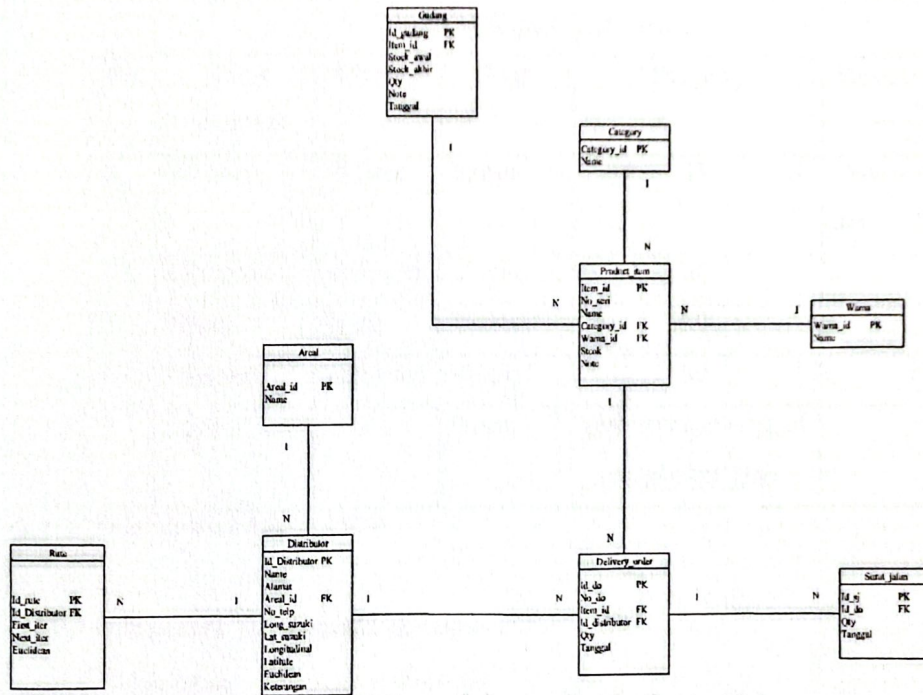 Gudang
Id_gudang PK
Item_id FK
Stock_awal
Stock_akhir
Qty
Note
Tanggal
1
Category
Category_id PK
Name
1
N
Product_item
Item_id PK
No_seri
Name
Category_id FK
Warna_id FK
Stook
Note
N
N
1
Warna
Warna_id PK
Name
1
Areal
Areal_id PK
Name
1
N
Distributor
Id_Distributor PK
Name
Alamat
Areal_id FK
No_telp
Long_suzuki
Lat_suzuki
Longitudinal
Latitute
Euclidean
Keterangan
Rute
Id_rute PK
Id_Distributor FK
First_iter
Next_iter
Euclidean
N
1
1
N
N
Delivery_order
Id_do PK
No_do
Item_id FK
Id_distributor FK
Qty
Tanggal
1
N
Surat_jalan
Id_sj PK
Id_do FK
Qty
Tanggal